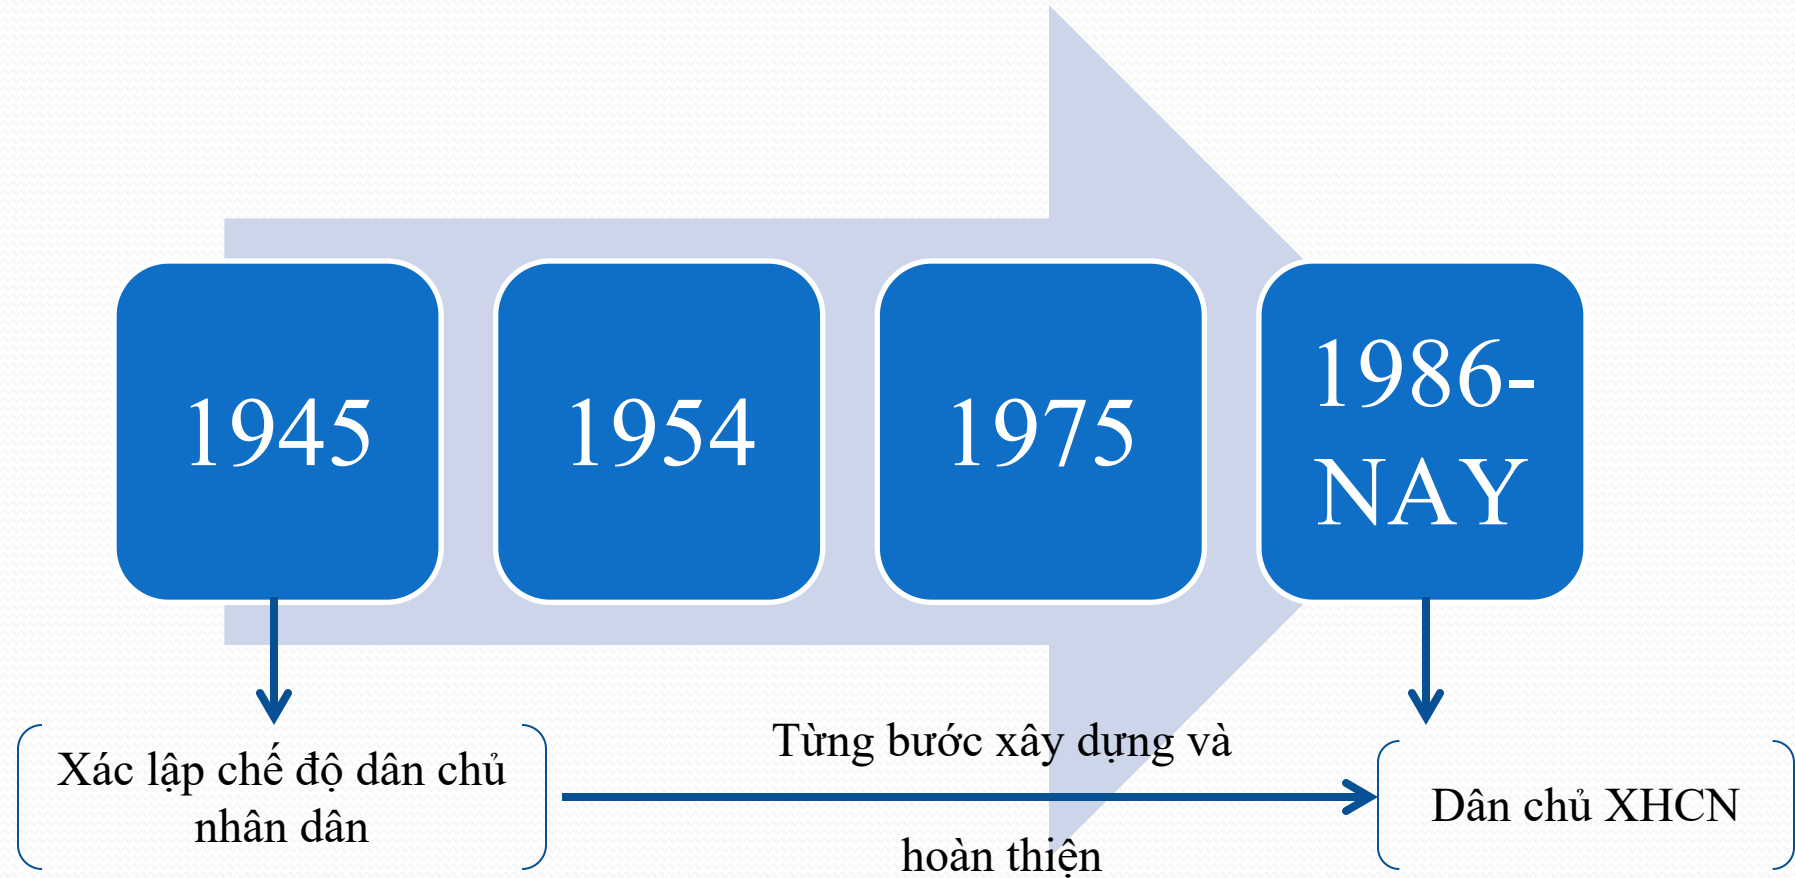 1945
1954
1975
1986-
NAY
Xác lập chế độ dân chủ
nhân dân
Từng bước xây dựng và
hoàn thiện
Dân chủ XHCN